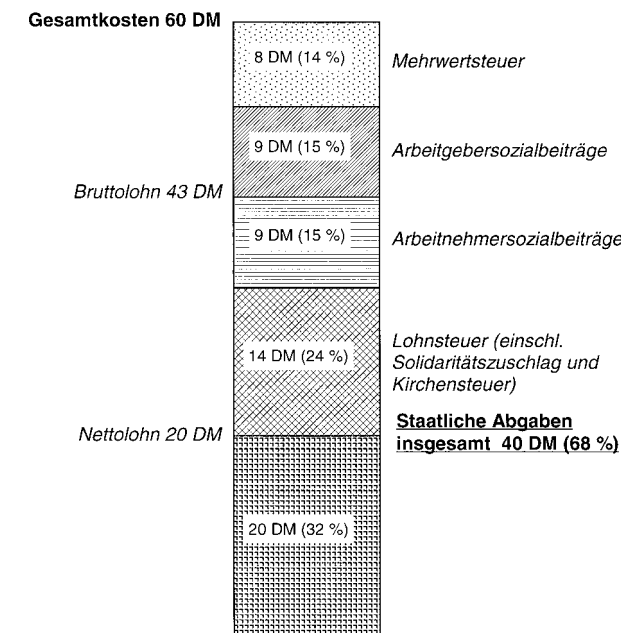 Gesamtkosten 60 DM
8 DM (14 %)
Mehrwertsteuer
9 DM (15 %)
Arbeitgebersozialbeiträge
Bruttolohn 43 DM
9 DM (15 %)
Arbeitnehmersozialbeiträge
14 DM (24 %)
Lohnsteuer (einschl.
Solidaritätszuschlag und
Kirchensteuer)
Nettolohn 20 DM
Staatliche Abgaben
insgesamt 40 DM (68 %)
20 DM (32 %)